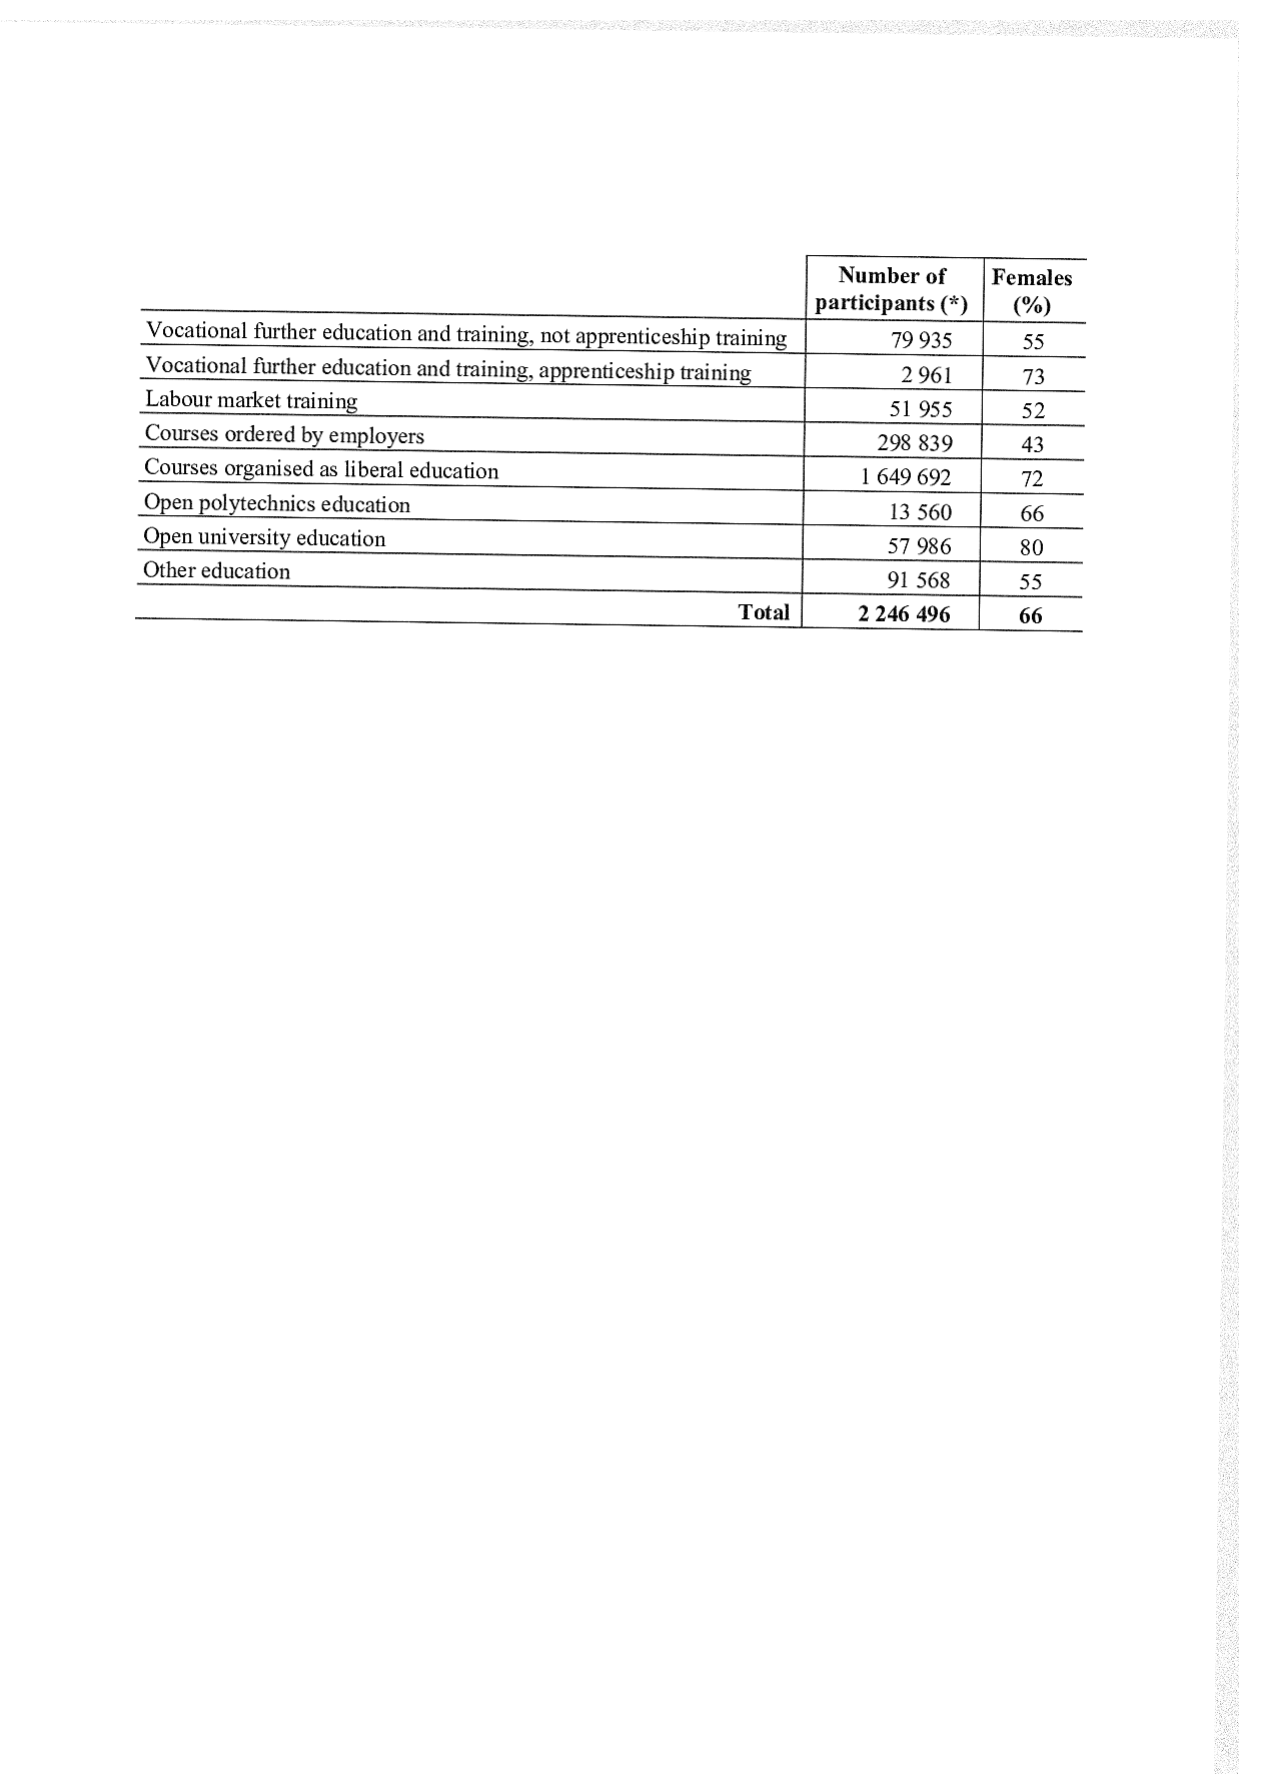 Number of participants (*) Females (%)
Vocational further education and training, not apprenticeship training 79 935 55
Vocational further education and training, apprenticeship training 2 961 73
Labour market training 51 955 52
Courses ordered by employers 298 839 43
Courses organised as liberal education 1 649 692 72
Open polytechnics education 13 560 66
Open university education 57 986 80
Other education 91 568 55
Total 2 246 496 66